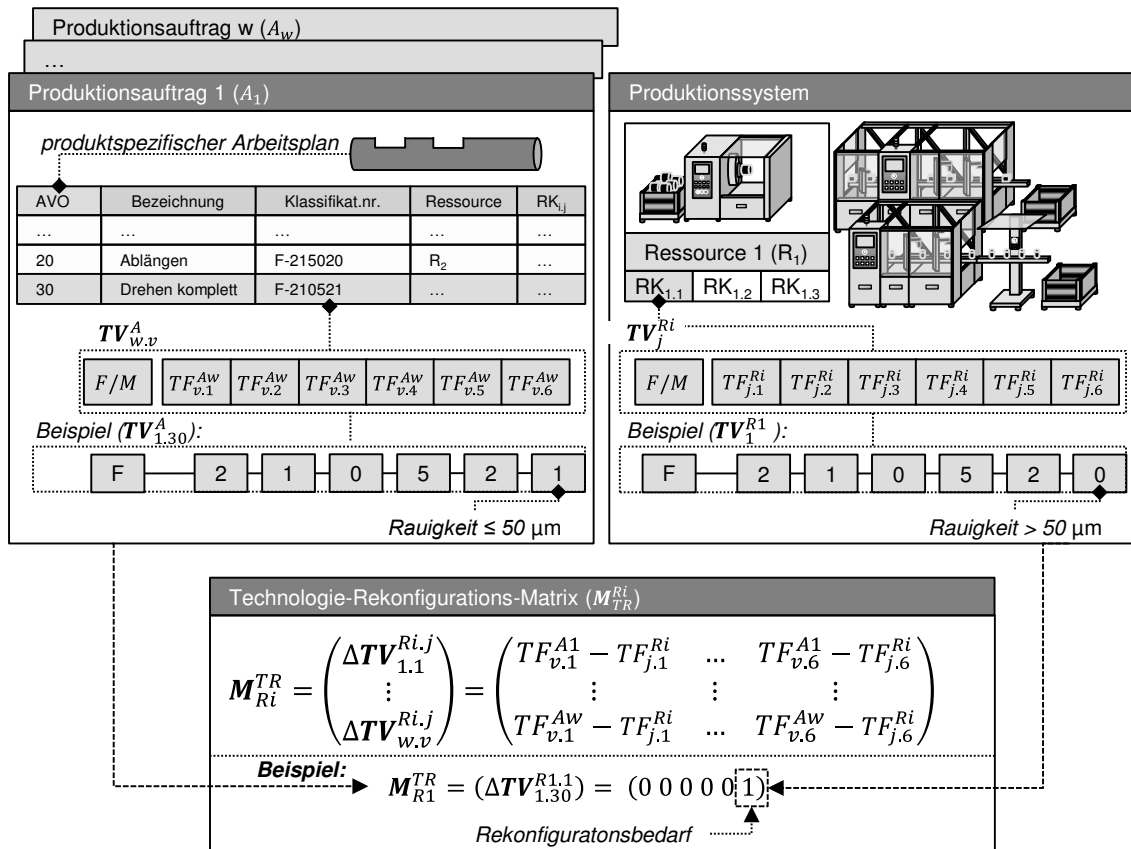 Produktionsauftrag w (A_w)
…
Produktionsauftrag 1 (A_1)
produktspezifischer Arbeitsplan
AVO Bezeichnung Klassifikat.nr. Ressource RK_i,j
… … … … …
20 Ablängen F-215020 R_2 …
30 Drehen komplett F-210521 … …
TV^A_w.v
F/M TF^Aw_v.1 TF^Aw_v.2 TF^Aw_v.3 TF^Aw_v.4 TF^Aw_v.5 TF^Aw_v.6
Beispiel (TV^A_1.30):
F 2 1 0 5 2 1
Rauigkeit ≤ 50 µm
Produktionssystem
Ressource 1 (R_1)
RK_1.1 RK_1.2 RK_1.3
TV^Ri_j
F/M TF^Ri_j.1 TF^Ri_j.2 TF^Ri_j.3 TF^Ri_j.4 TF^Ri_j.5 TF^Ri_j.6
Beispiel (TV^R1_1 ):
F 2 1 0 5 2 0
Rauigkeit > 50 µm
Technologie-Rekonfigurations-Matrix (M^Ri_TR)
ΔTV^Ri.j_1.1 TF^A1_v.1 − TF^Ri_j.1 … TF^A1_v.6 − TF^Ri_j.6
M^TR_Ri = ( ⋮ ) = ( ⋮ ⋮ ⋮ )
ΔTV^Ri.j_w.v TF^Aw_v.1 − TF^Ri_j.1 … TF^Aw_v.6 − TF^Ri_j.6
Beispiel:
M^TR_R1 = (ΔTV^R1.1_1.30) = (0 0 0 0 0 1)
Rekonfiguratonsbedarf